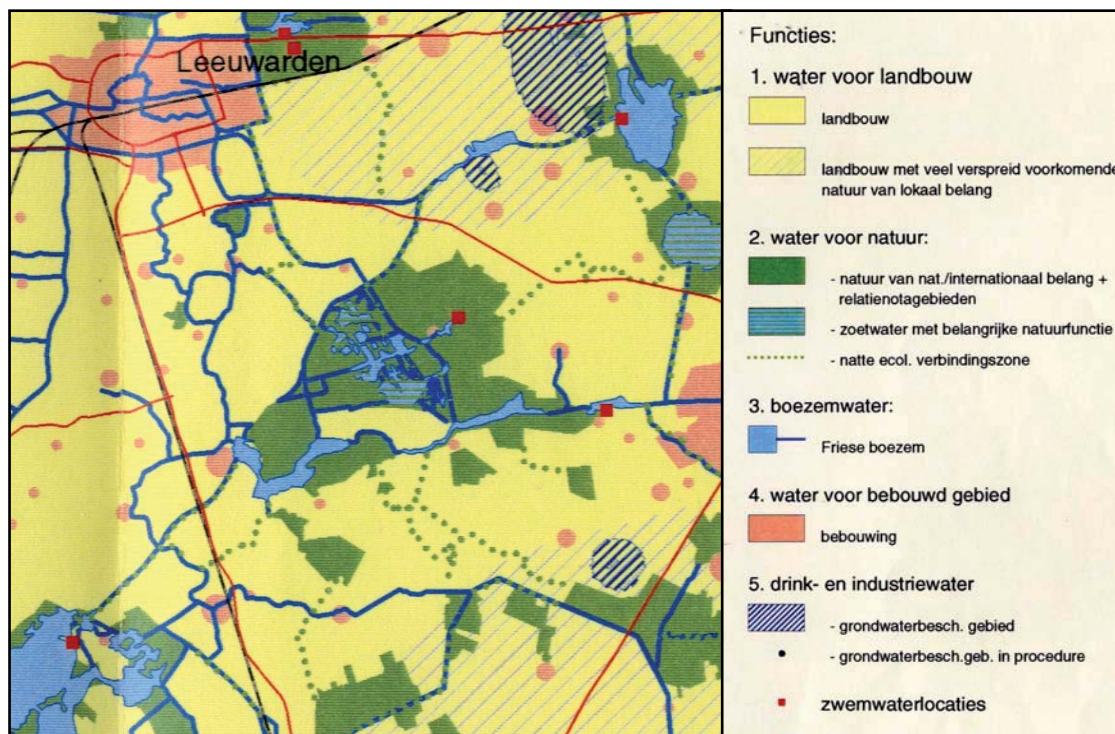 Leeuwarden
Functies:
1. water voor landbouw
landbouw
landbouw met veel verspreid voorkomende
natuur van lokaal belang
2. water voor natuur:
- natuur van nat./internationaal belang +
relatienotagebieden
- zoetwater met belangrijke natuurfunctie
- natte ecol. verbindingszone
3. boezemwater:
Friese boezem
4. water voor bebouwd gebied
bebouwing
5. drink- en industriewater
- grondwaterbesch. gebied
- grondwaterbesch.geb. in procedure
zwemwaterlocaties